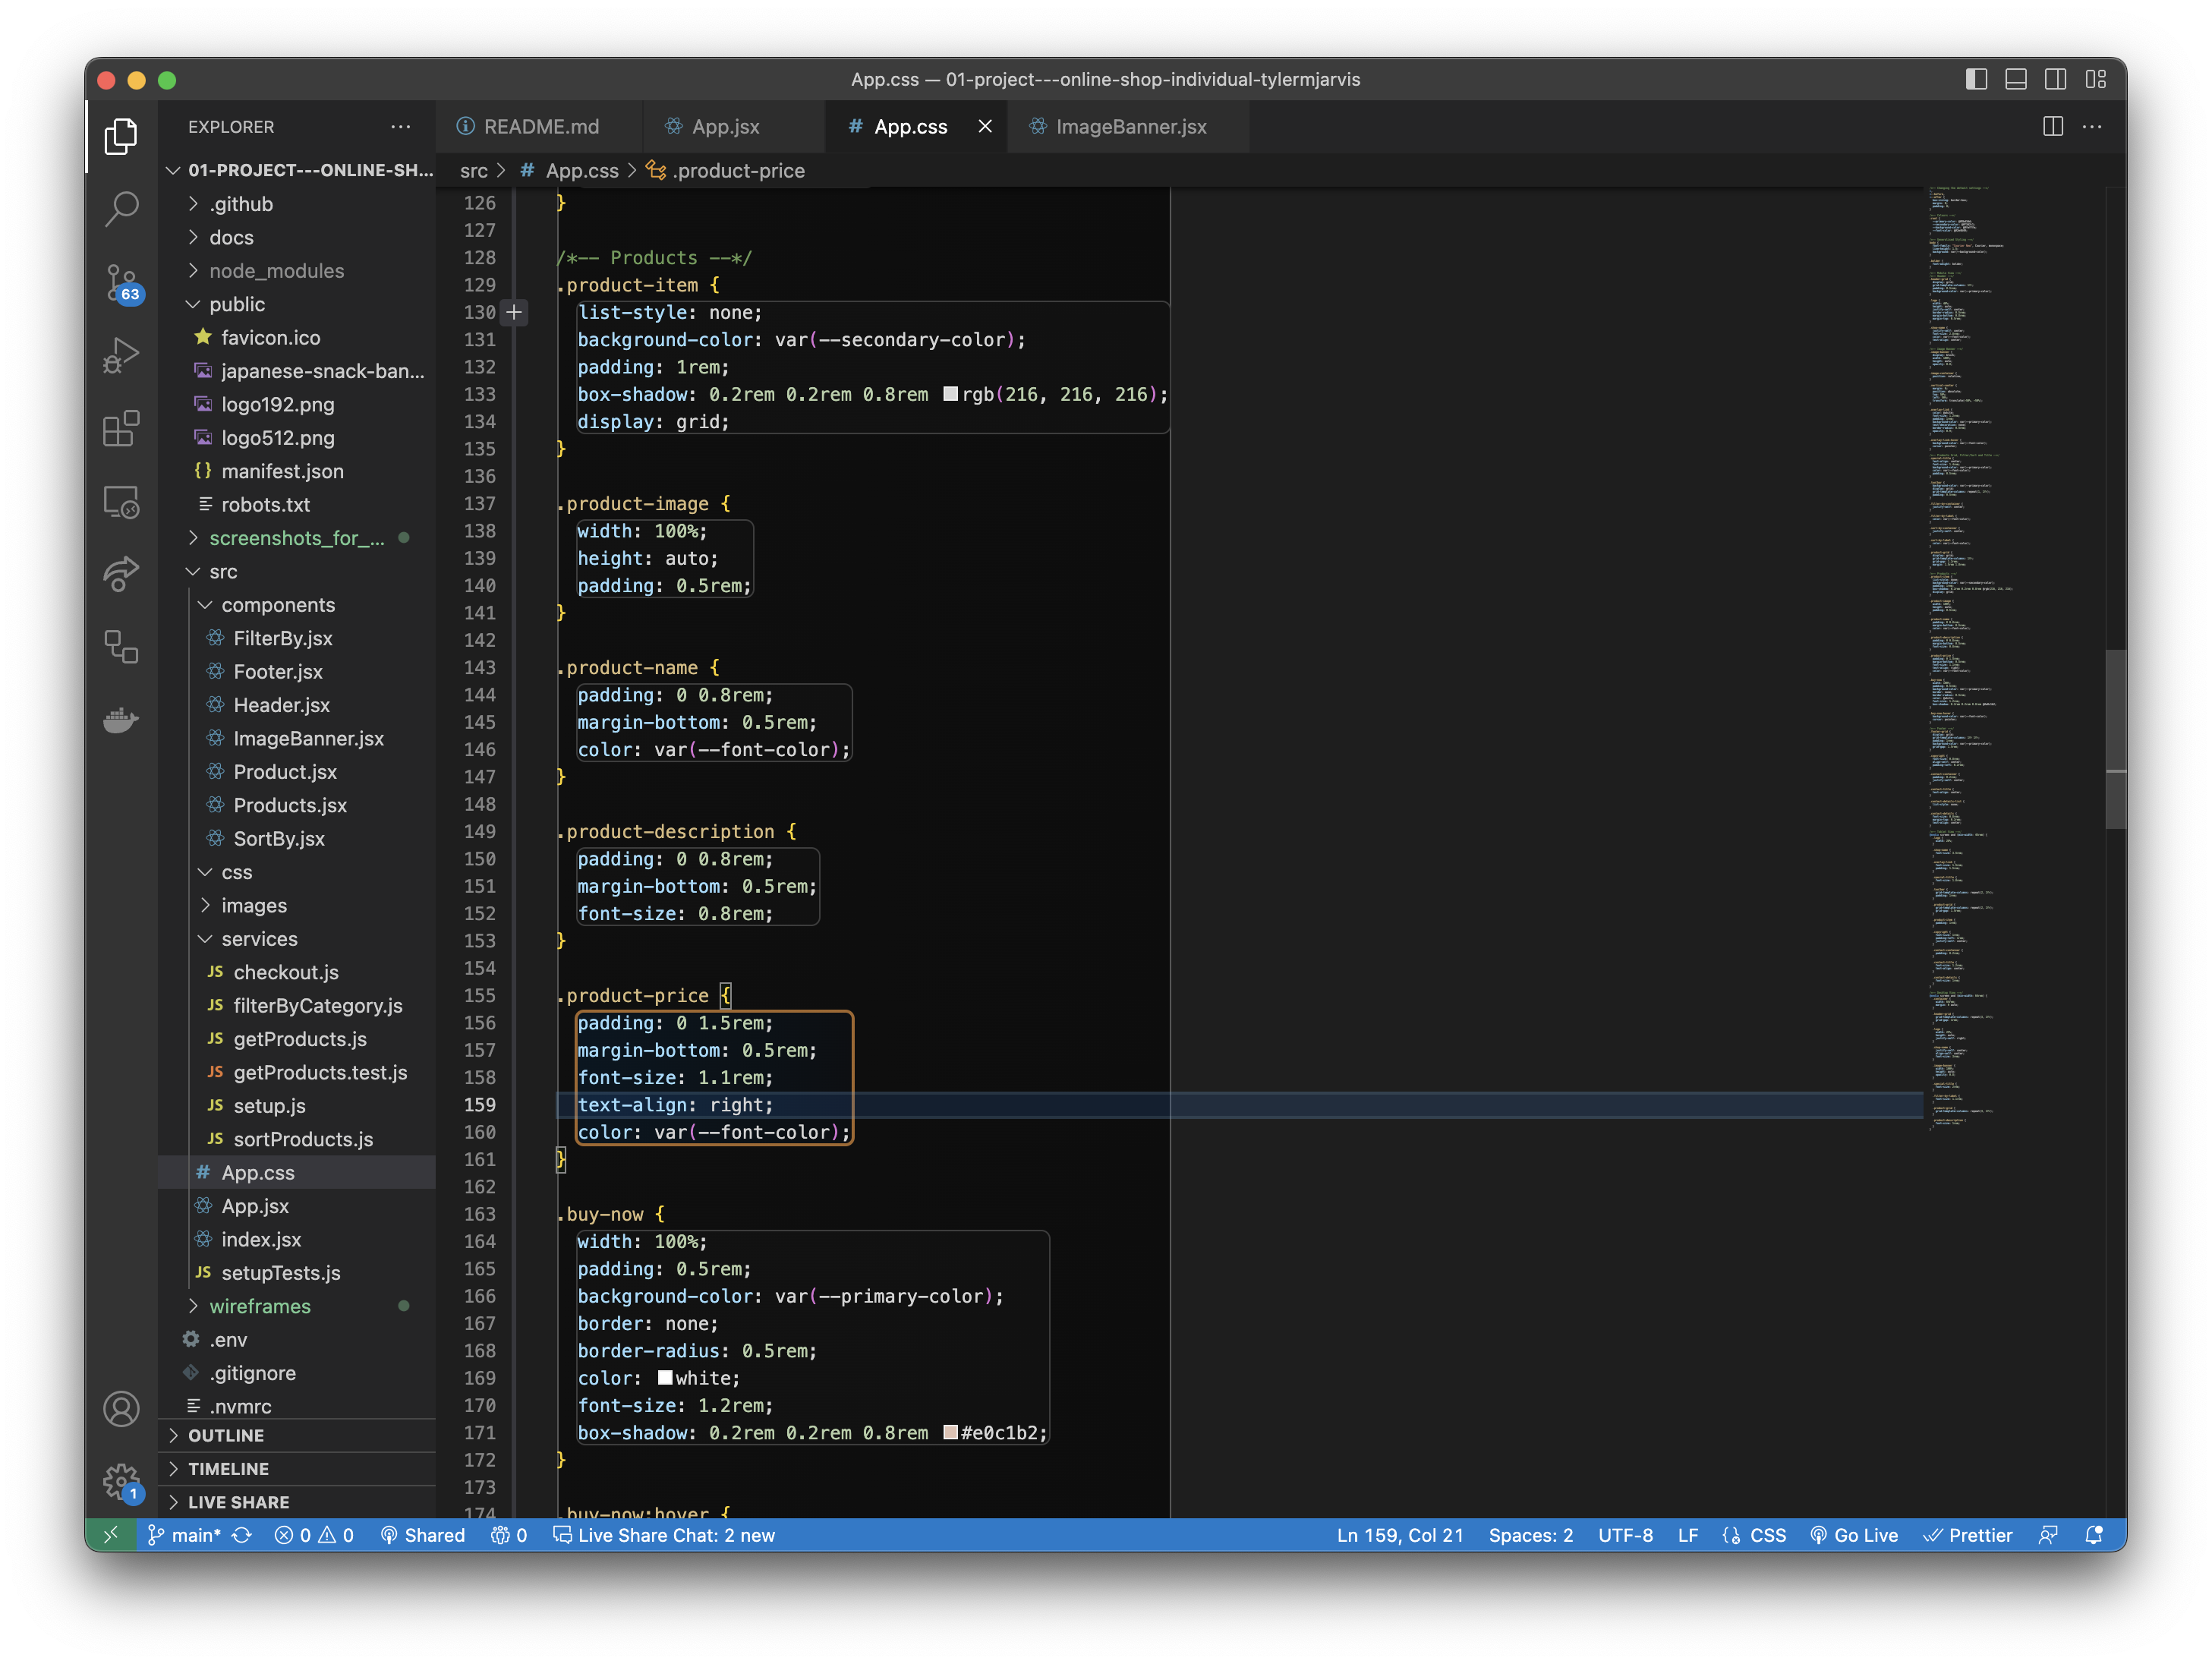 App.css — 01-project---online-shop-individual-tylermjarvis
EXPLORER
01-PROJECT---ONLINE-SH...
.github
docs
node_modules
public
favicon.ico
japanese-snack-ban...
logo192.png
logo512.png
manifest.json
robots.txt
screenshots_for_...
src
components
FilterBy.jsx
Footer.jsx
Header.jsx
ImageBanner.jsx
Product.jsx
Products.jsx
SortBy.jsx
css
images
services
JS checkout.js
JS filterByCategory.js
JS getProducts.js
JS getProducts.test.js
JS setup.js
JS sortProducts.js
# App.css
App.jsx
index.jsx
JS setupTests.js
wireframes
.env
.gitignore
.nvmrc
OUTLINE
TIMELINE
LIVE SHARE
63
1
README.md
App.jsx
# App.css
ImageBanner.jsx
src > # App.css > .product-price
126 }
127
128 /*-- Products --*/
129 .product-item {
130 list-style: none;
131 background-color: var(--secondary-color);
132 padding: 1rem;
133 box-shadow: 0.2rem 0.2rem 0.8rem rgb(216, 216, 216);
134 display: grid;
135 }
136
137 .product-image {
138 width: 100%;
139 height: auto;
140 padding: 0.5rem;
141 }
142
143 .product-name {
144 padding: 0 0.8rem;
145 margin-bottom: 0.5rem;
146 color: var(--font-color);
147 }
148
149 .product-description {
150 padding: 0 0.8rem;
151 margin-bottom: 0.5rem;
152 font-size: 0.8rem;
153 }
154
155 .product-price {
156 padding: 0 1.5rem;
157 margin-bottom: 0.5rem;
158 font-size: 1.1rem;
159 text-align: right;
160 color: var(--font-color);
161 }
162
163 .buy-now {
164 width: 100%;
165 padding: 0.5rem;
166 background-color: var(--primary-color);
167 border: none;
168 border-radius: 0.5rem;
169 color: white;
170 font-size: 1.2rem;
171 box-shadow: 0.2rem 0.2rem 0.8rem #e0c1b2;
172 }
173
174 .buy-now:hover {
main* 0 0 Shared 0 Live Share Chat: 2 new Ln 159, Col 21 Spaces: 2 UTF-8 LF CSS Go Live Prettier